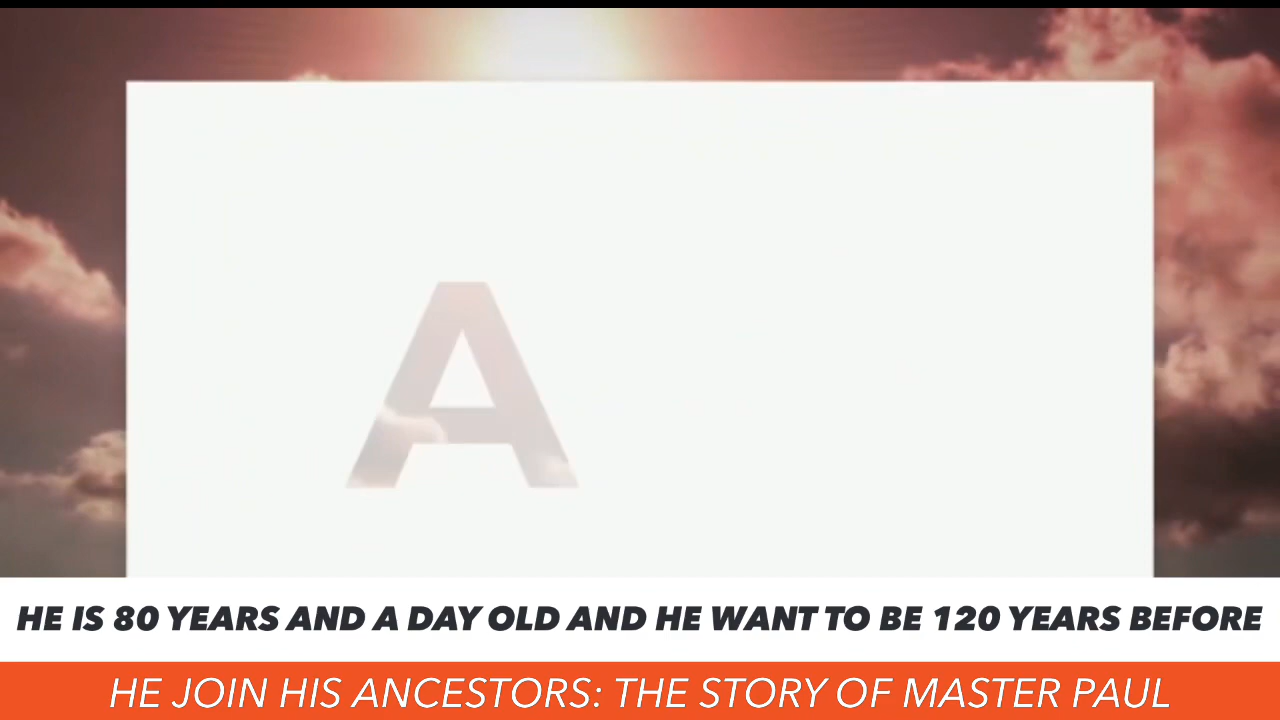 A
HE IS 80 YEARS AND A DAY OLD AND HE WANT TO BE 120 YEARS BEFORE
HE JOIN HIS ANCESTORS: THE STORY OF MASTER PAUL